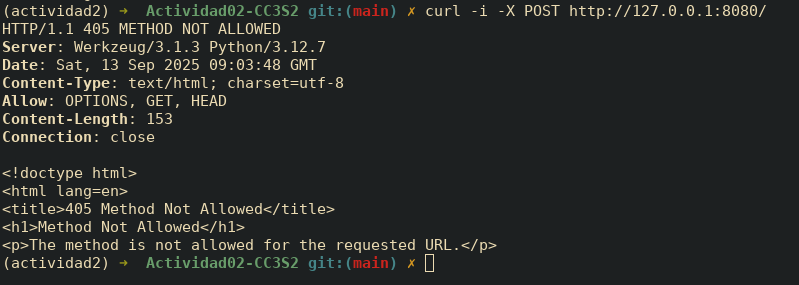 (actividad2) ➜  Actividad02-CC3S2 git:(main) ✗ curl -i -X POST http://127.0.0.1:8080/
HTTP/1.1 405 METHOD NOT ALLOWED
Server: Werkzeug/3.1.3 Python/3.12.7
Date: Sat, 13 Sep 2025 09:03:48 GMT
Content-Type: text/html; charset=utf-8
Allow: OPTIONS, GET, HEAD
Content-Length: 153
Connection: close

<!doctype html>
<html lang=en>
<title>405 Method Not Allowed</title>
<h1>Method Not Allowed</h1>
<p>The method is not allowed for the requested URL.</p>
(actividad2) ➜  Actividad02-CC3S2 git:(main) ✗